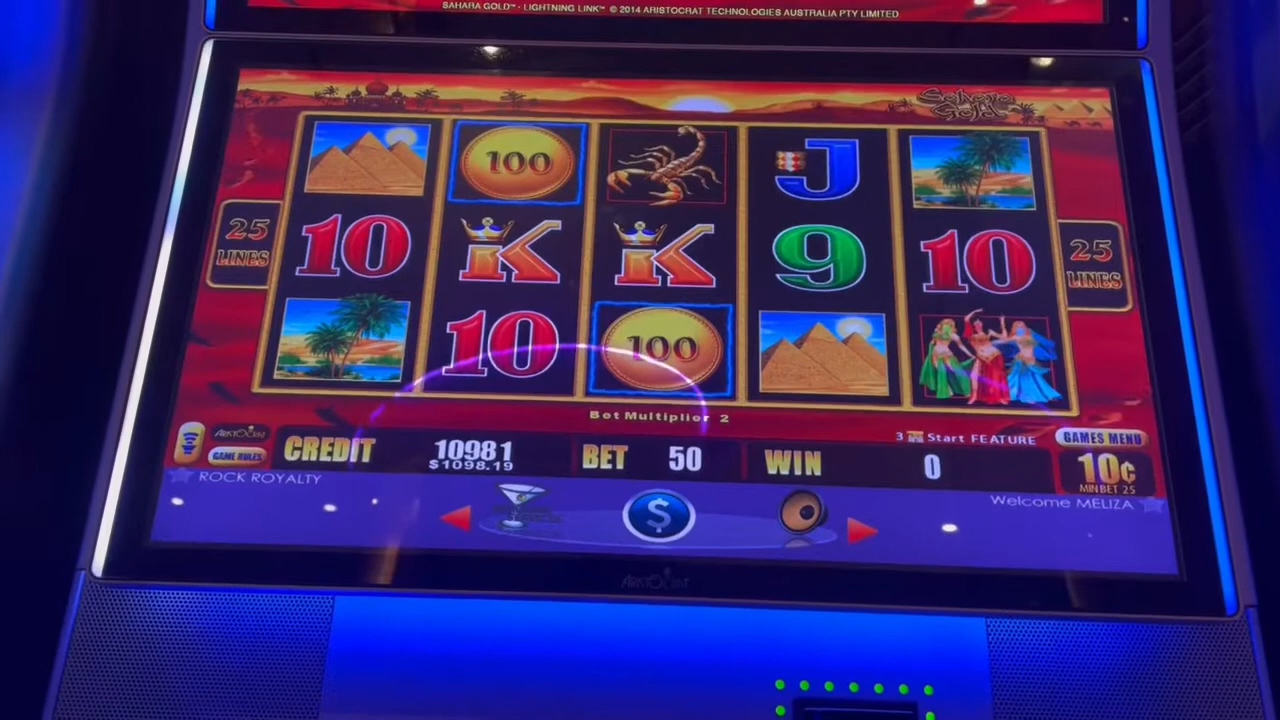 SAHARA GOLD™ - LIGHTNING LINK™ © 2014 ARISTOCRAT TECHNOLOGIES AUSTRALIA PTY LIMITED
Sahara
Gold
100
J
25
LINES
10
K
K
9
10
25
LINES
10
100
Bet Multiplier 2
3 Start FEATURE
GAMES MENU
ARISTOCRAT
GAME RULES
CREDIT
10981
$1098.19
BET
50
WIN
0
10¢
MIN BET 25
ROCK ROYALTY
$
Welcome MELIZA
ARISTOCRAT